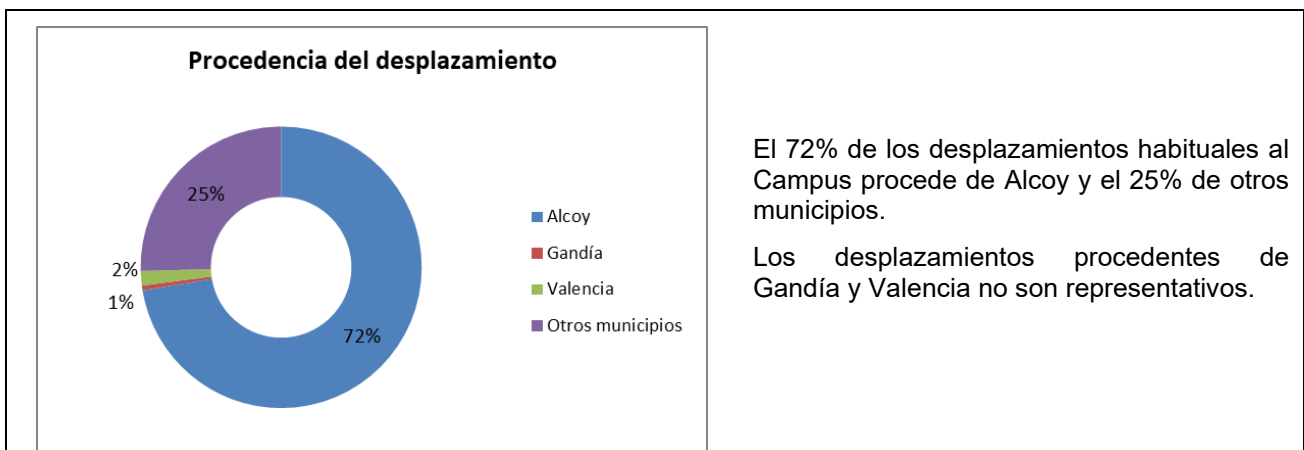 Procedencia del desplazamiento
25%
2%
1%
72%
Alcoy
Gandía
Valencia
Otros municipios
El 72% de los desplazamientos habituales al
Campus procede de Alcoy y el 25% de otros
municipios.
Los desplazamientos procedentes de
Gandía y Valencia no son representativos.